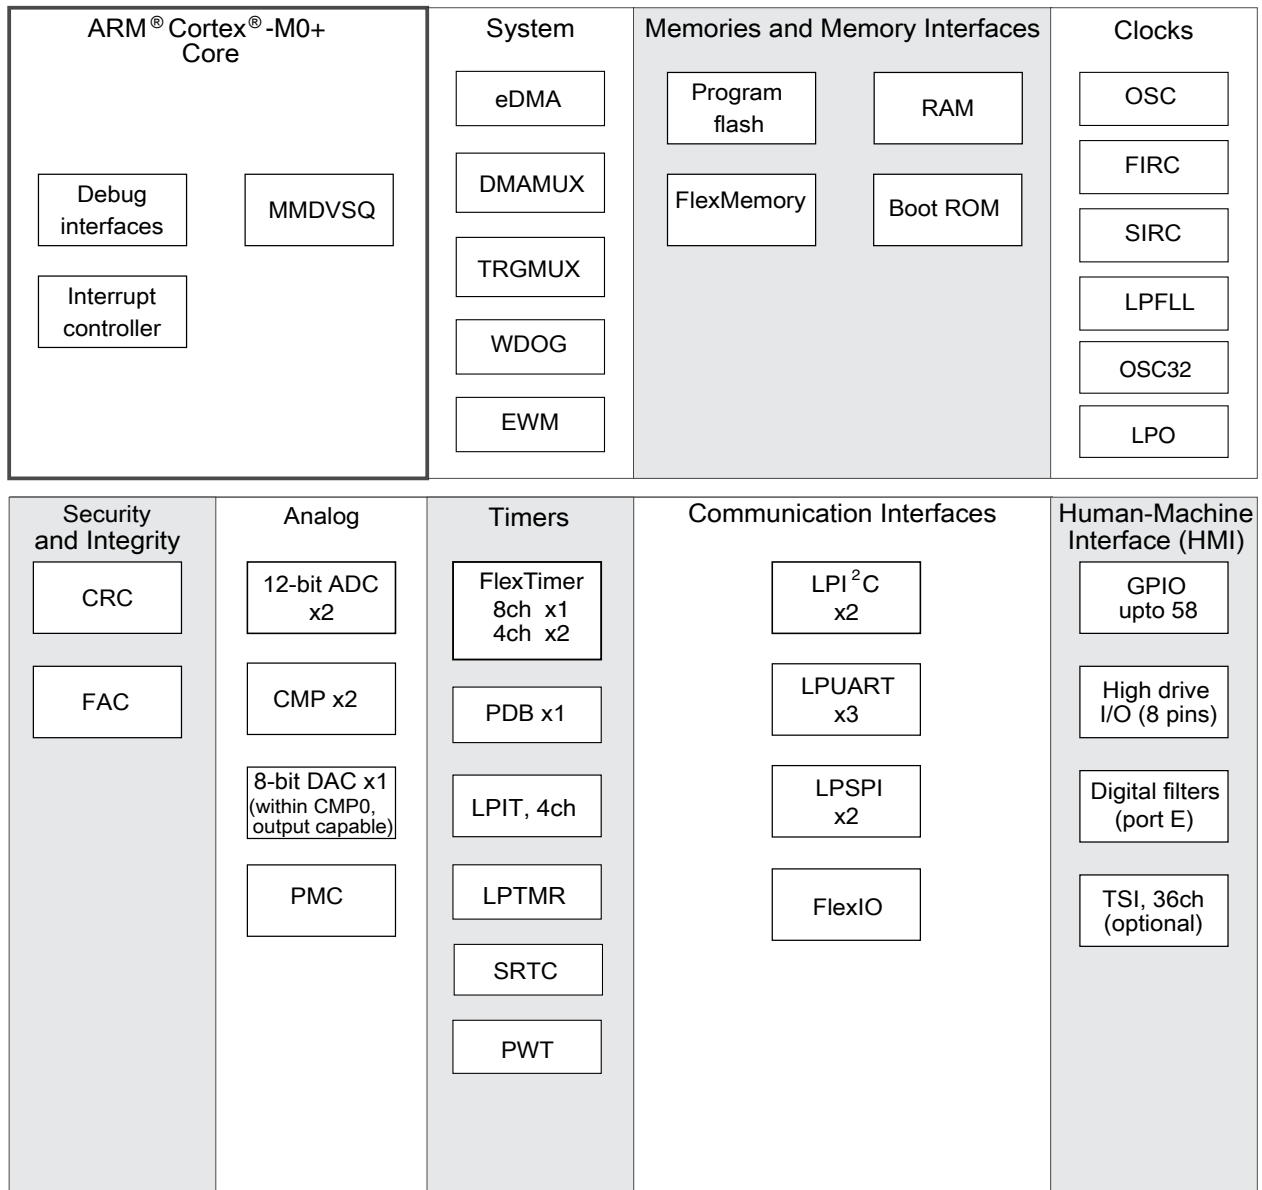 ARM® Cortex®-M0+
Core
Debug
interfaces
MMDVSQ
Interrupt
controller
System
eDMA
DMAMUX
TRGMUX
WDOG
EWM
Memories and Memory Interfaces
Program
flash
RAM
FlexMemory
Boot ROM
Clocks
OSC
FIRC
SIRC
LPFLL
OSC32
LPO
Security
and Integrity
CRC
FAC
Analog
12-bit ADC
x2
CMP x2
8-bit DAC x1
(within CMP0,
output capable)
PMC
Timers
FlexTimer
8ch x1
4ch x2
PDB x1
LPIT, 4ch
LPTMR
SRTC
PWT
Communication Interfaces
LPI²C
x2
LPUART
x3
LPSPI
x2
FlexIO
Human-Machine
Interface (HMI)
GPIO
upto 58
High drive
I/O (8 pins)
Digital filters
(port E)
TSI, 36ch
(optional)